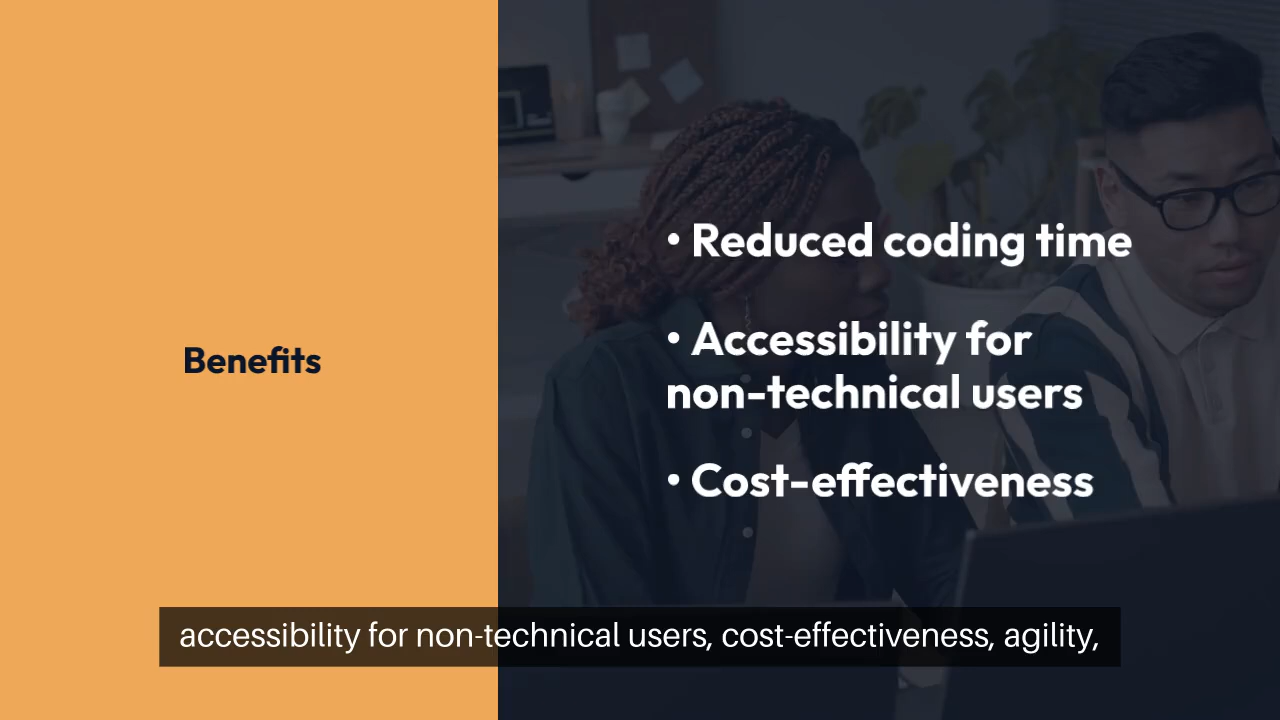 Benefits
• Reduced coding time
• Accessibility for
non-technical users
• Cost-effectiveness
accessibility for non-technical users, cost-effectiveness, agility,